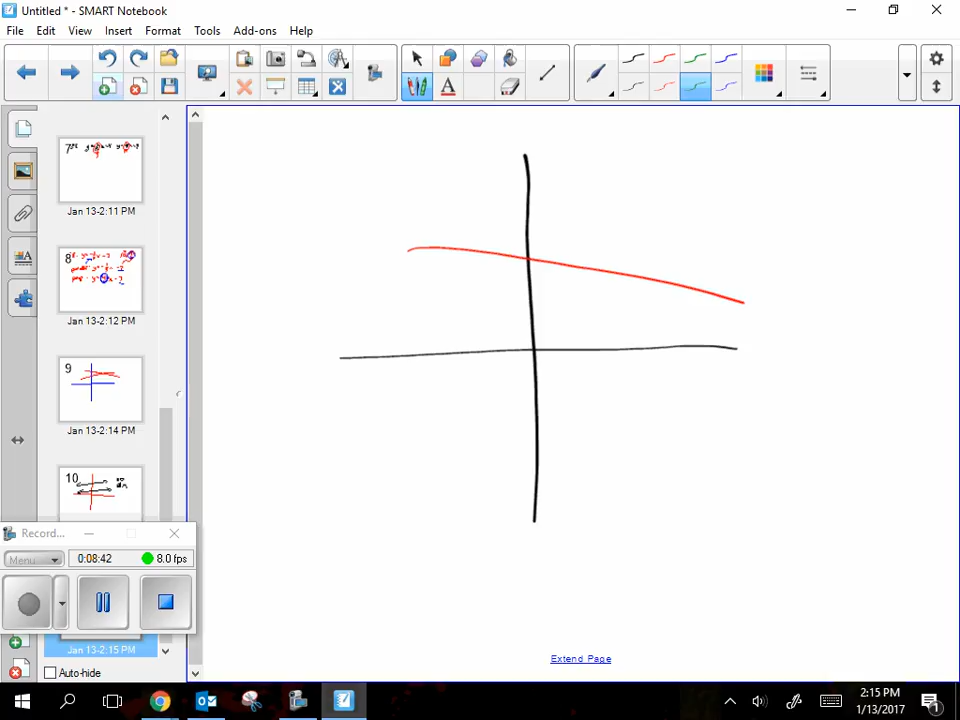 Untitled * - SMART Notebook
File Edit View Insert Format Tools Add-ons Help
7
Jan 13-2:11 PM
8
Jan 13-2:12 PM
9
Jan 13-2:14 PM
10
Record...
Menu 0:08:42 8.0 fps
Jan 13-2:15 PM
Auto-hide
Extend Page
2:15 PM
1/13/2017
1